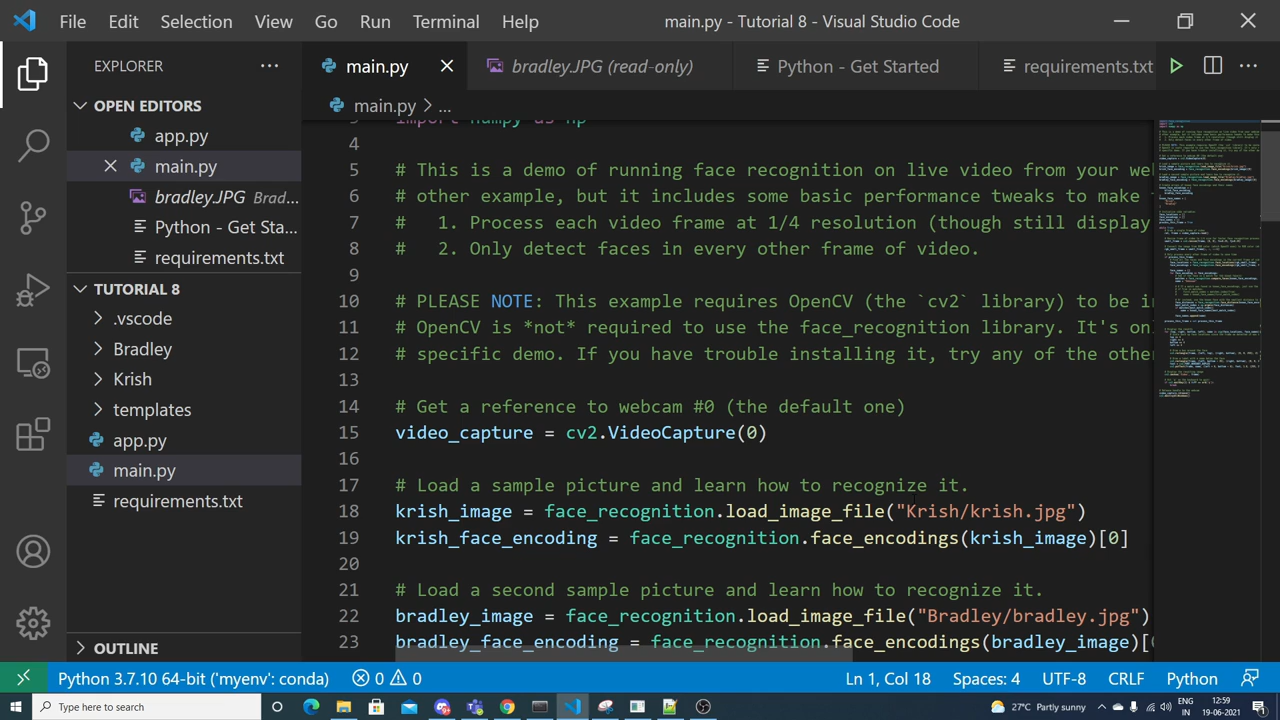 File Edit Selection View Go Run Terminal Help main.py - Tutorial 8 - Visual Studio Code
EXPLORER
main.py
bradley.JPG (read-only)
Python - Get Started
requirements.txt
OPEN EDITORS
app.py
main.py
bradley.JPG Brad...
Python - Get Sta...
requirements.txt
TUTORIAL 8
.vscode
Bradley
Krish
templates
app.py
main.py
requirements.txt
OUTLINE
main.py > ...
3 import numpy as np
4
5 # This is a demo of running face recognition on live video from your we
6 # other example, but it includes some basic performance tweaks to make
7 # 1. Process each video frame at 1/4 resolution (though still display
8 # 2. Only detect faces in every other frame of video.
9
10 # PLEASE NOTE: This example requires OpenCV (the `cv2` library) to be i
11 # OpenCV is *not* required to use the face_recognition library. It's on
12 # specific demo. If you have trouble installing it, try any of the othe
13
14 # Get a reference to webcam #0 (the default one)
15 video_capture = cv2.VideoCapture(0)
16
17 # Load a sample picture and learn how to recognize it.
18 krish_image = face_recognition.load_image_file("Krish/krish.jpg")
19 krish_face_encoding = face_recognition.face_encodings(krish_image)[0]
20
21 # Load a second sample picture and learn how to recognize it.
22 bradley_image = face_recognition.load_image_file("Bradley/bradley.jpg")
23 bradley_face_encoding = face_recognition.face_encodings(bradley_image)[
Python 3.7.10 64-bit ('myenv': conda) 0 0 Ln 1, Col 18 Spaces: 4 UTF-8 CRLF Python
Type here to search 27°C Partly sunny ENG IN 12:59 19-06-2021 1